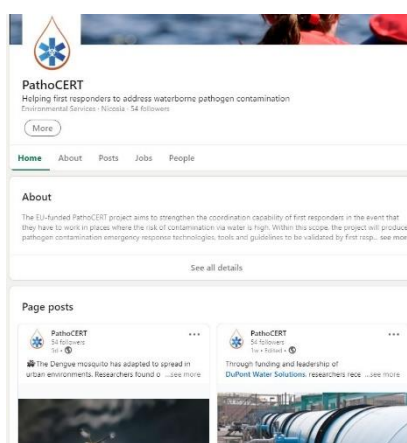 PathoCERT
Helping first responders to address waterborne pathogen contamination
Environmental Services · Nicosia · 54 followers
More
Home About Posts Jobs People
About
The EU-funded PathoCERT project aims to strengthen the coordination capability of first responders in the event that
they have to work in places where the risk of contamination via water is high. Within this scope, the project will produce
pathogen contamination emergency response technologies, tools and guidelines to be validated by first resp... see more
See all details
Page posts
PathoCERT
54 followers
5d •
The Dengue mosquito has adapted to spread in
urban environments. Researchers found o ...see more
PathoCERT
54 followers
1w • Edited •
Through funding and leadership of
DuPont Water Solutions, researchers rece ...see more